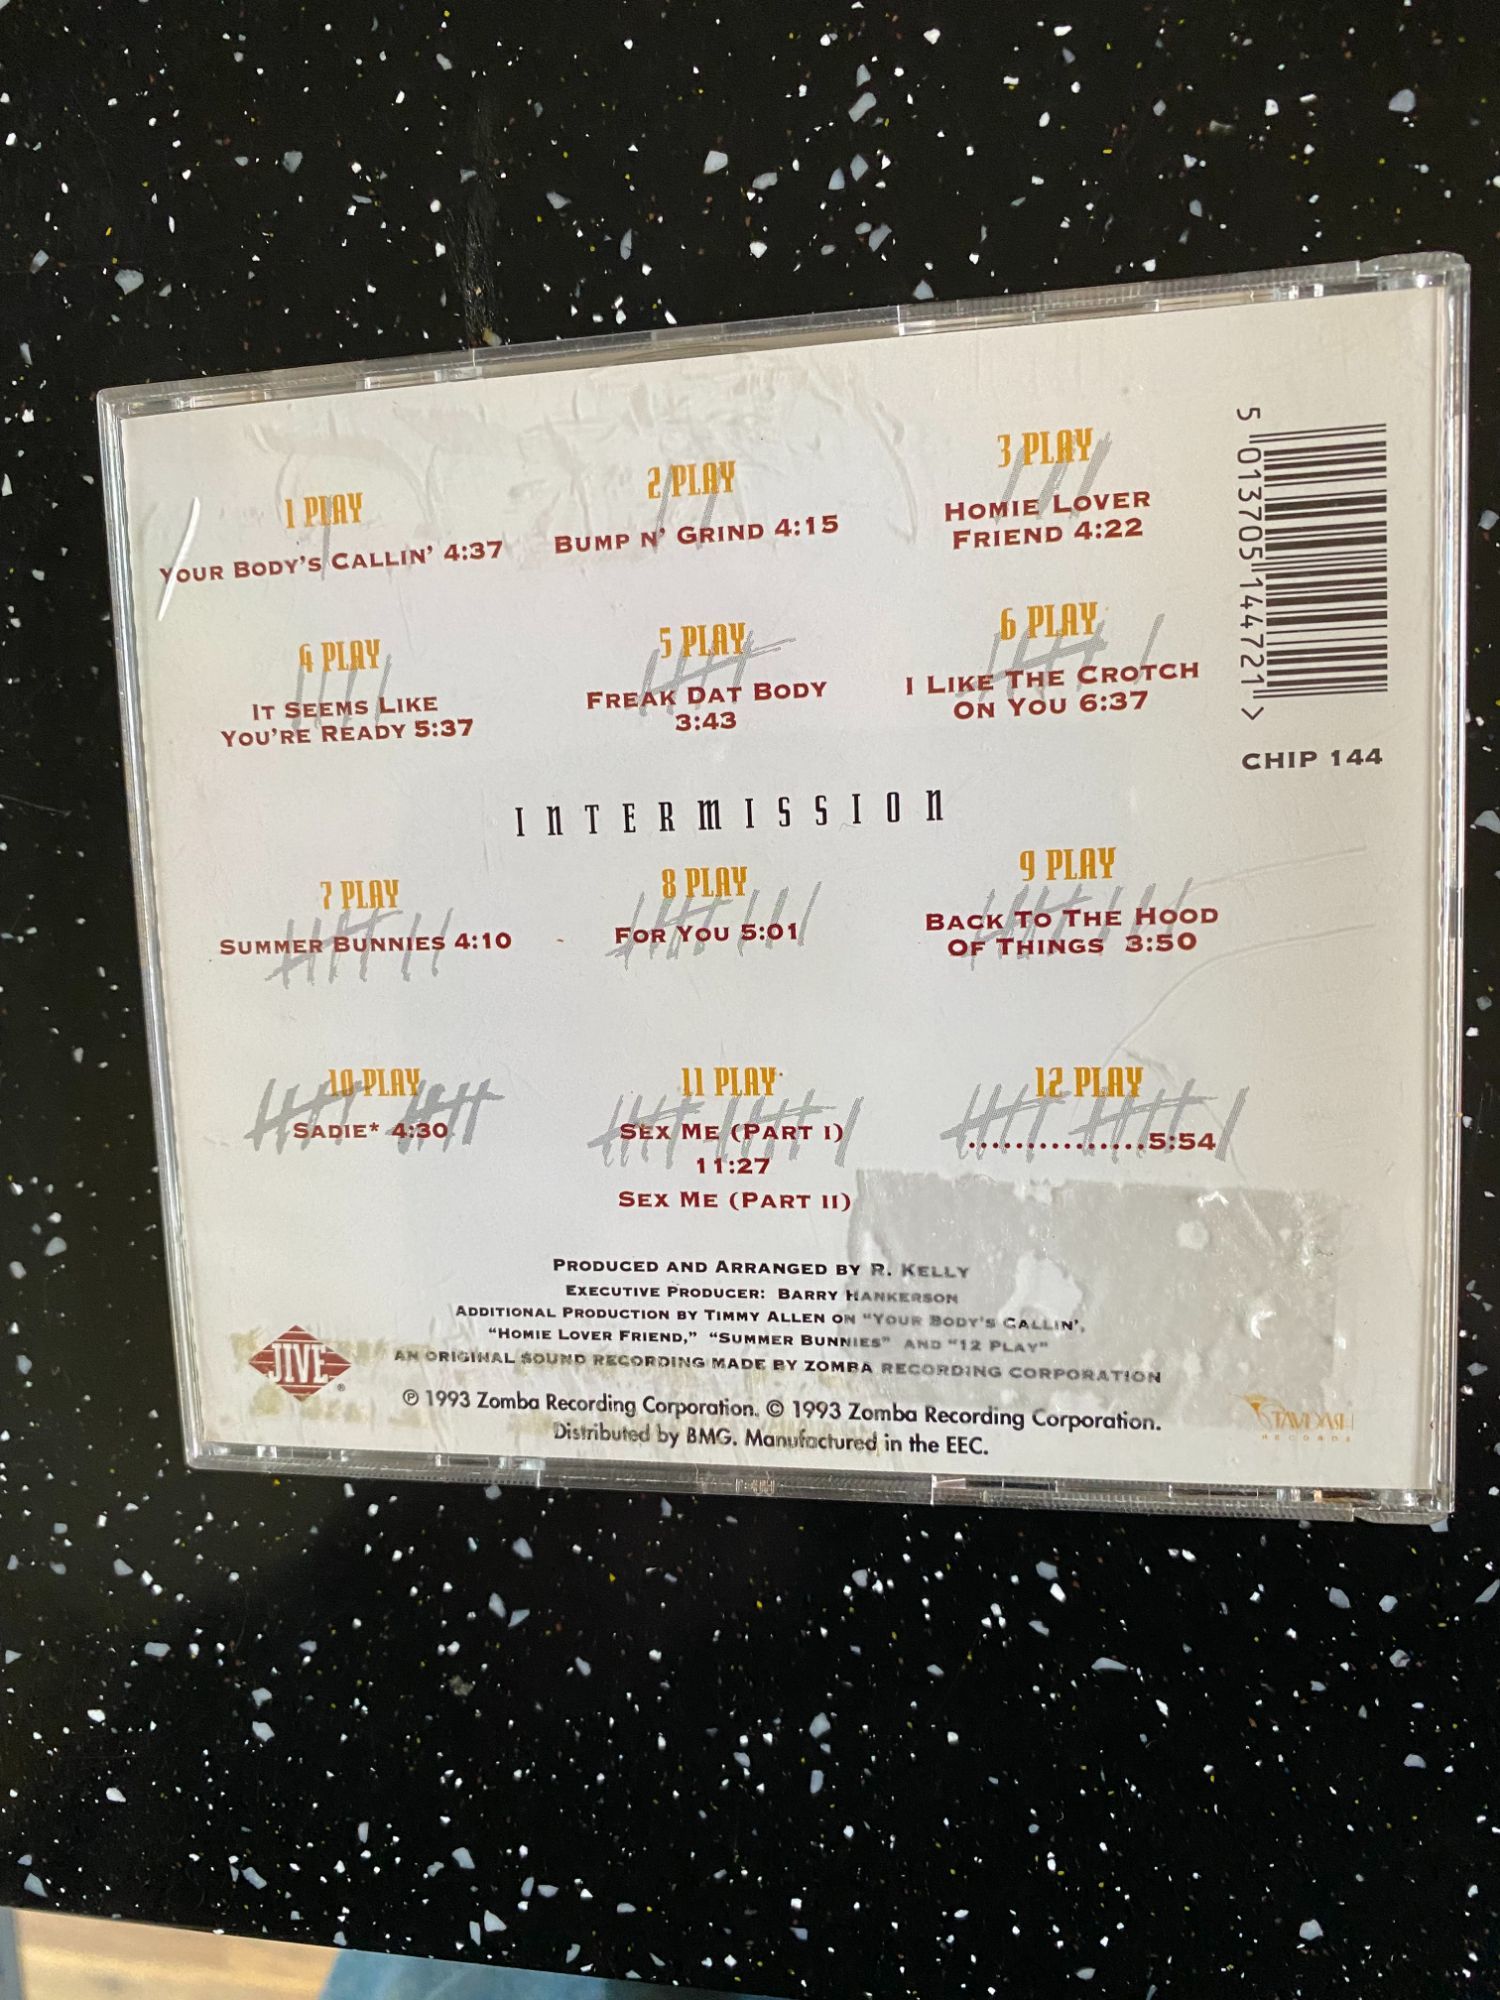 1 PLAY
YOUR BODY'S CALLIN' 4:37
2 PLAY
BUMP N' GRIND 4:15
3 PLAY
HOMIE LOVER
FRIEND 4:22
4 PLAY
IT SEEMS LIKE
YOU'RE READY 5:37
5 PLAY
FREAK DAT BODY
3:43
6 PLAY
I LIKE THE CROTCH
ON YOU 6:37
5 013705 144721 >
CHIP 144
INTERMISSION
7 PLAY
SUMMER BUNNIES 4:10
8 PLAY
FOR YOU 5:01
9 PLAY
BACK TO THE HOOD
OF THINGS 3:50
10 PLAY
SADIE* 4:30
11 PLAY
SEX ME (PART I)
11:27
SEX ME (PART II)
12 PLAY
................5:54
PRODUCED AND ARRANGED BY R. KELLY
EXECUTIVE PRODUCER: BARRY HANKERSON
ADDITIONAL PRODUCTION BY TIMMY ALLEN ON "YOUR BODY'S CALLIN',
"HOMIE LOVER FRIEND," "SUMMER BUNNIES" AND "12 PLAY"
AN ORIGINAL SOUND RECORDING MADE BY ZOMBA RECORDING CORPORATION
℗ 1993 Zomba Recording Corporation. © 1993 Zomba Recording Corporation.
Distributed by BMG. Manufactured in the EEC.
JIVE®
RECORDS